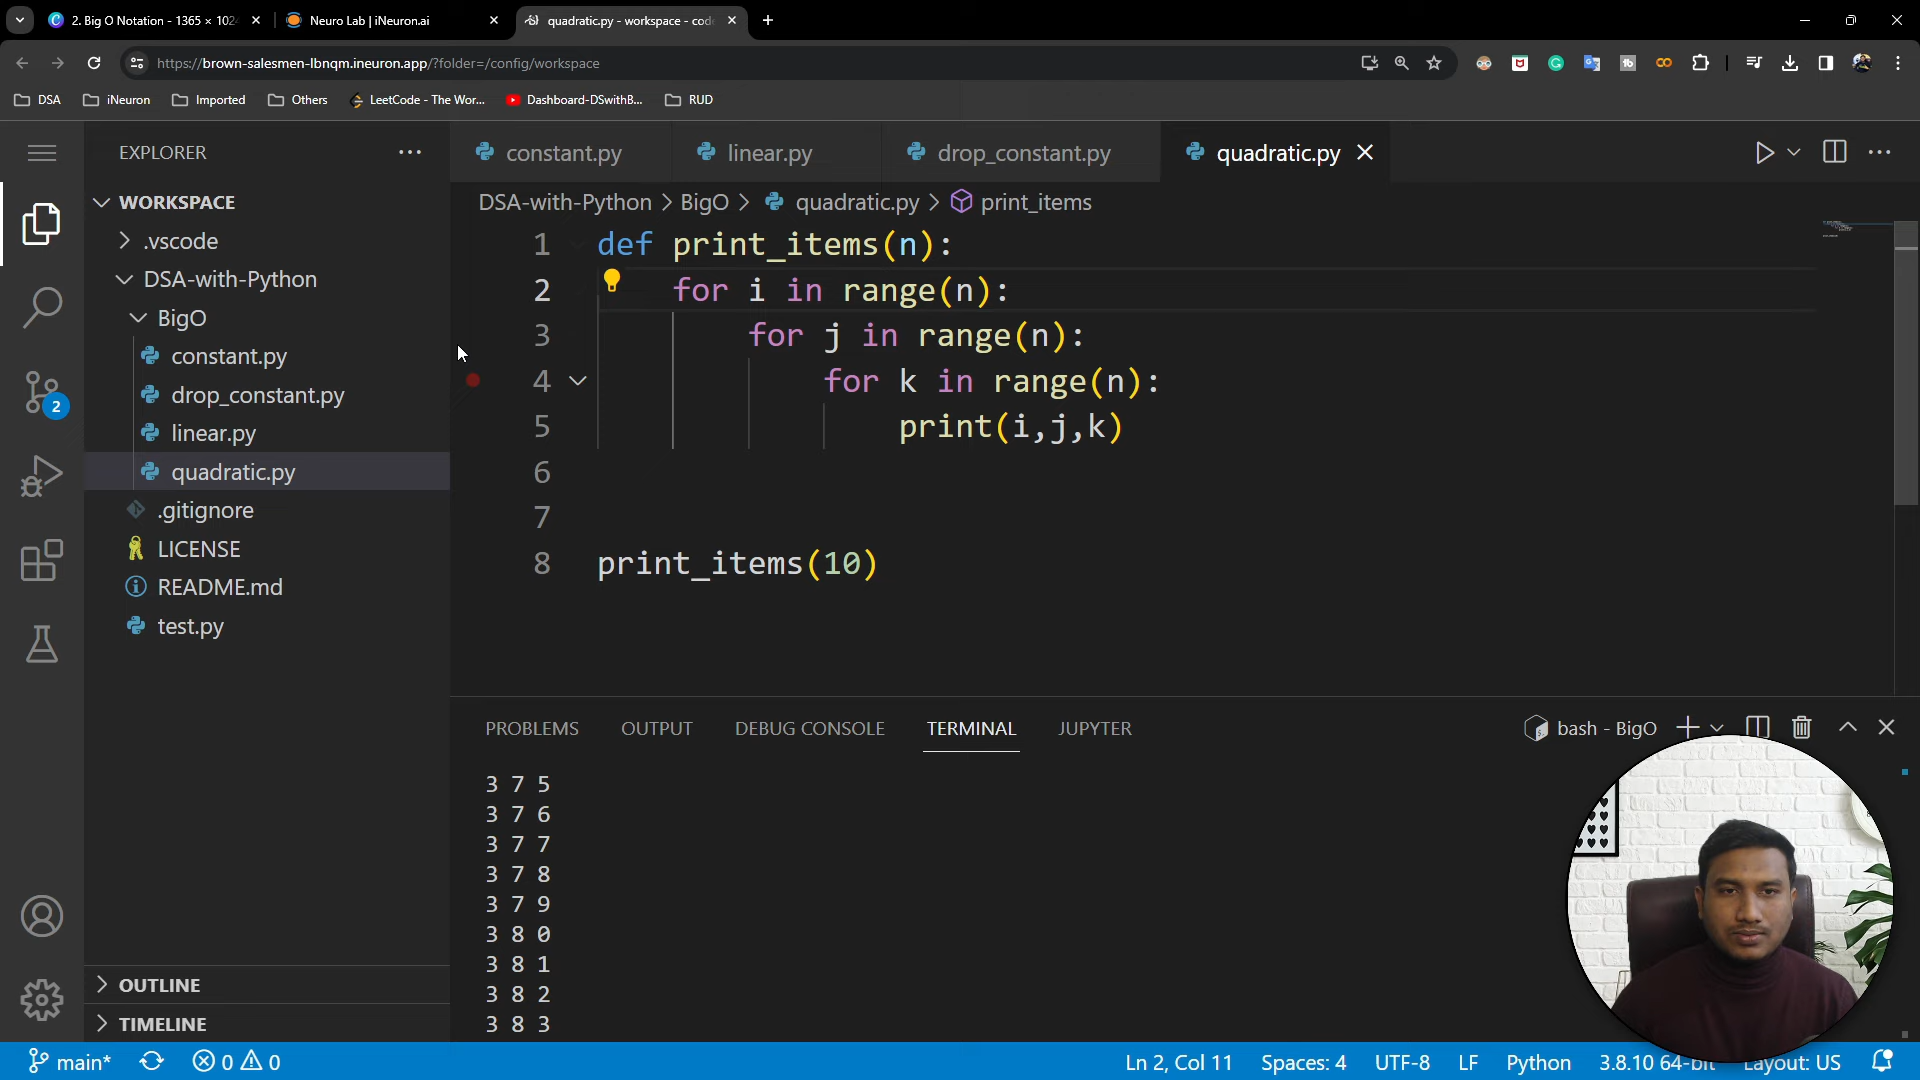 2. Big O Notation - 1365 × 102
Neuro Lab | iNeuron.ai
quadratic.py - workspace - cod
https://brown-salesmen-lbnqm.ineuron.app/?folder=/config/workspace
DSA
iNeuron
Imported
Others
LeetCode - The Wor...
Dashboard-DSwithB...
RUD
EXPLORER
constant.py
linear.py
drop_constant.py
quadratic.py
WORKSPACE
.vscode
DSA-with-Python
BigO
constant.py
drop_constant.py
linear.py
quadratic.py
.gitignore
LICENSE
README.md
test.py
OUTLINE
TIMELINE
2
DSA-with-Python > BigO > quadratic.py > print_items
1 def print_items(n):
2 for i in range(n):
3 for j in range(n):
4 for k in range(n):
5 print(i,j,k)
6
7
8 print_items(10)
PROBLEMS OUTPUT DEBUG CONSOLE TERMINAL JUPYTER
bash - BigO
3 7 5
3 7 6
3 7 7
3 7 8
3 7 9
3 8 0
3 8 1
3 8 2
3 8 3
main* 0 0
Ln 2, Col 11 Spaces: 4 UTF-8 LF Python 3.8.10 64-bit Layout: US